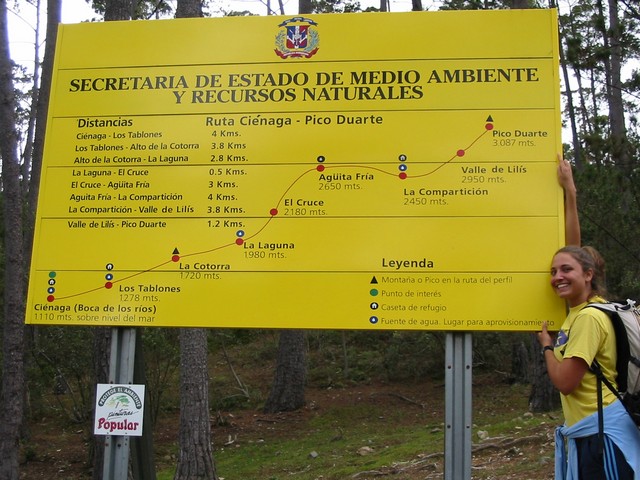 SECRETARIA DE ESTADO DE MEDIO AMBIENTE
Y RECURSOS NATURALES
Distancias Ruta Ciénaga - Pico Duarte
Ciénaga - Los Tablones 4 Kms.
Los Tablones - Alto de la Cotorra 3.8 Kms
Alto de la Cotorra - La Laguna 2.8 Kms.
La Laguna - El Cruce 0.5 Kms.
El Cruce - Agüita Fría 3 Kms.
Aguita Fría - La Compartición 4 Kms.
La Compartición - Valle de Lilís 3.8 Kms.
Valle de Lilís - Pico Duarte 1.2 Kms.
Pico Duarte
3.087 mts.
Valle de Lilís
2950 mts.
Agüita Fría
2650 mts.
La Compartición
2450 mts.
El Cruce
2180 mts.
La Laguna
1980 mts.
La Cotorra
1720 mts.
Los Tablones
1278 mts.
Ciénaga (Boca de los ríos)
1110 mts. sobre nivel del mar
Leyenda
Montaña o Pico en la ruta del perfil
Punto de interés
Caseta de refugio
Fuente de agua. Lugar para aprovisionamiento
pinturas
Popular